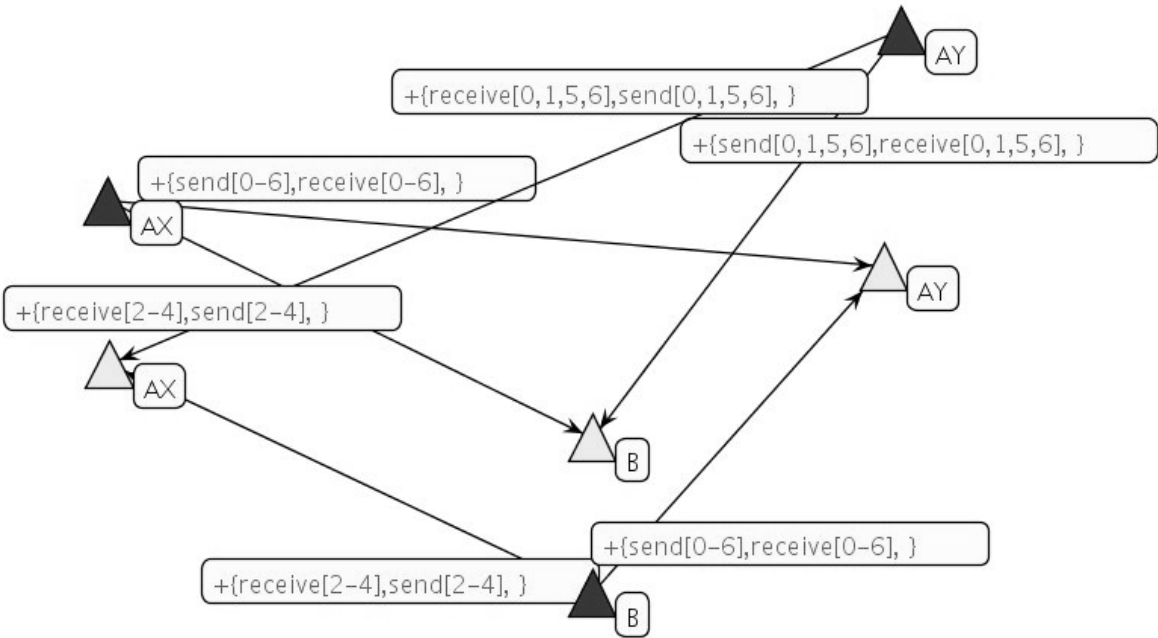 AY
+{receive[0,1,5,6],send[0,1,5,6], }
+{send[0,1,5,6],receive[0,1,5,6], }
+{send[0-6],receive[0-6], }
AX
AY
+{receive[2-4],send[2-4], }
AX
B
+{send[0-6],receive[0-6], }
+{receive[2-4],send[2-4], }
B